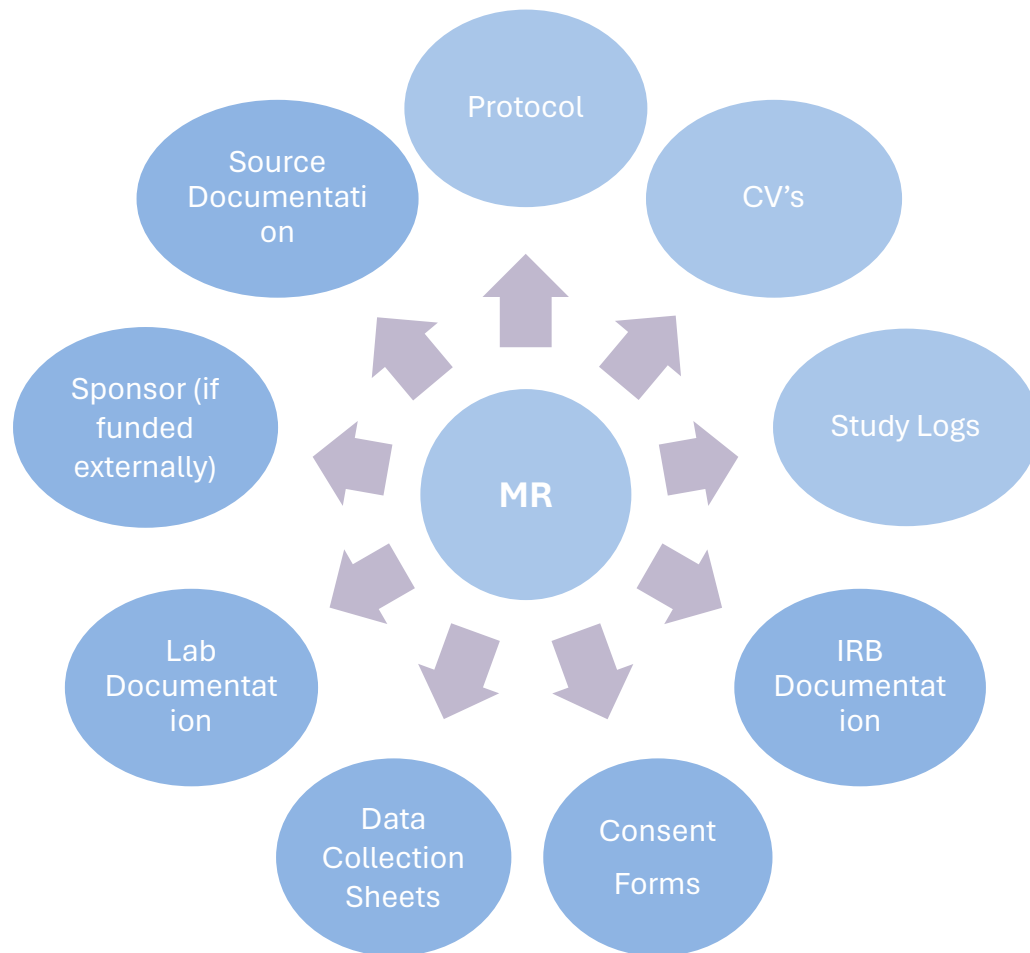 Protocol
CV's
Study Logs
IRB
Documentat
ion
Consent
Forms
Data
Collection
Sheets
Lab
Documentat
ion
Sponsor (if
funded
externally)
Source
Documentati
on
MR